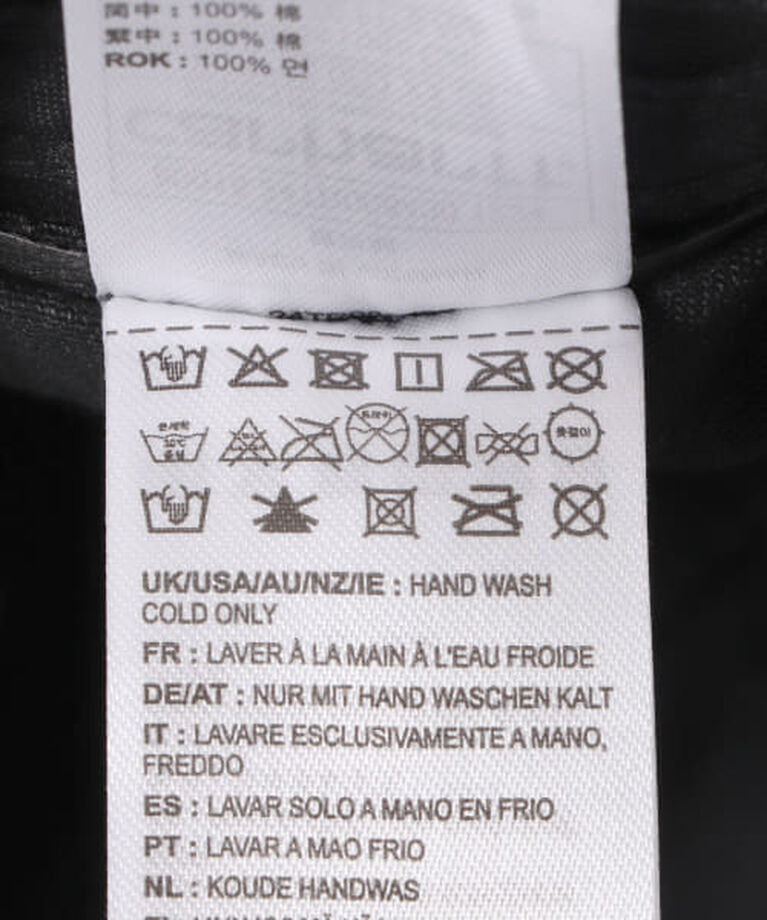 简中 : 100% 棉
繁中 : 100% 棉
ROK : 100% 면
UK/USA/AU/NZ/IE : HAND WASH
COLD ONLY
FR : LAVER À LA MAIN À L'EAU FROIDE
DE/AT : NUR MIT HAND WASCHEN KALT
IT : LAVARE ESCLUSIVAMENTE A MANO,
FREDDO
ES : LAVAR SOLO A MANO EN FRIO
PT : LAVAR A MAO FRIO
NL : KOUDE HANDWAS